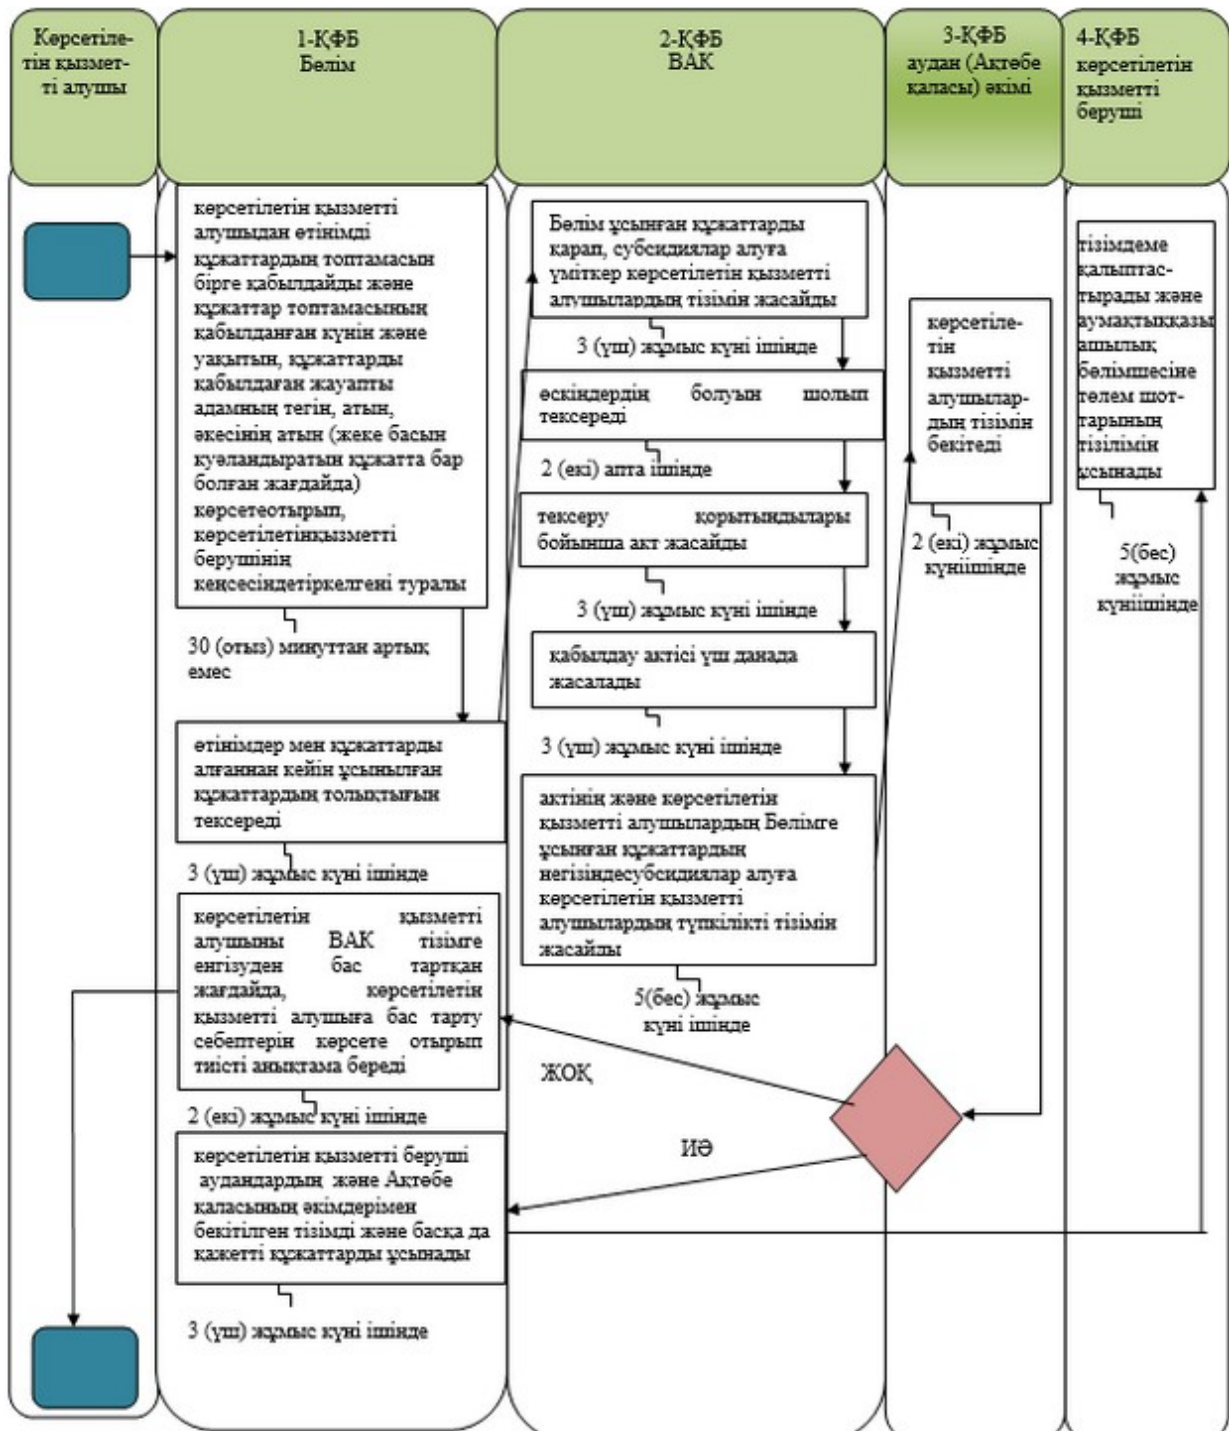 Көрсетіле-
тін қызмет-
ті алушы
1-ҚФБ
Бөлім
2-ҚФБ
ВАК
3-ҚФБ
аудан (Ақтөбе
қаласы) әкімі
4-ҚФБ
көрсетілетін
қызметті
беруші
көрсетілетін қызметті
алушыдан өтінімді
құжаттардың топтамасын
бірге қабылдайды және
құжаттар топтамасының
қабылданған күнін және
уақытын, құжаттарды
қабылдаған жауапты
адамның тегін, атын,
әкесінің атын (жеке басын
куәландыратын құжатта бар
болған жағдайда)
көрсетеотырып,
көрсетілетінқызметті
берушінің
кеңсесіндетіркелгені туралы
30 (отыз) минуттан артық
емес
өтінімдер мен құжаттарды
алғаннан кейін ұсынылған
құжаттардың толықтығын
тексереді
3 (үш) жұмыс күні ішінде
көрсетілетін қызметті
алушыны ВАК тізімге
енгізуден бас тартқан
жағдайда, көрсетілетін
қызметті алушыға бас тарту
себептерін көрсете отырып
тиісті анықтама береді
2 (екі) жұмыс күні ішінде
көрсетілетін қызметті беруші
аудандардың және Ақтөбе
қаласының әкімдерімен
бекітілген тізімді және басқа да
қажетті құжаттарды ұсынады
3 (үш) жұмыс күні ішінде
Бөлім ұсынған құжаттарды
қарап, субсидиялар алуға
үміткер көрсетілетін қызметті
алушылардың тізімін жасайды
3 (үш) жұмыс күні ішінде
өскіндердің болуын шолып
тексереді
2 (екі) апта ішінде
тексеру қорытындылары
бойынша акт жасайды
3 (үш) жұмыс күні ішінде
қабылдау актісі үш данада
жасалады
3 (үш) жұмыс күні ішінде
актінің және көрсетілетін
қызметті алушылардың Бөлімге
ұсынған құжаттардың
негізіндесубсидиялар алуға
көрсетілетін қызметті
алушылардың түпкілікті тізімін
жасайды
5(бес) жұмыс
күні ішінде
ЖОҚ
ИӘ
көрсетіле-
тін
қызметті
алушылар-
дың тізімін
бекітеді
2 (екі) жұмыс
күніішінде
тізімдеме
қалыптас-
тырады және
аумақтыққазы
ашылық
бөлімшесіне
төлем шот-
тарының
тізілімін
ұсынады
5(бес)
жұмыс
күніішінде